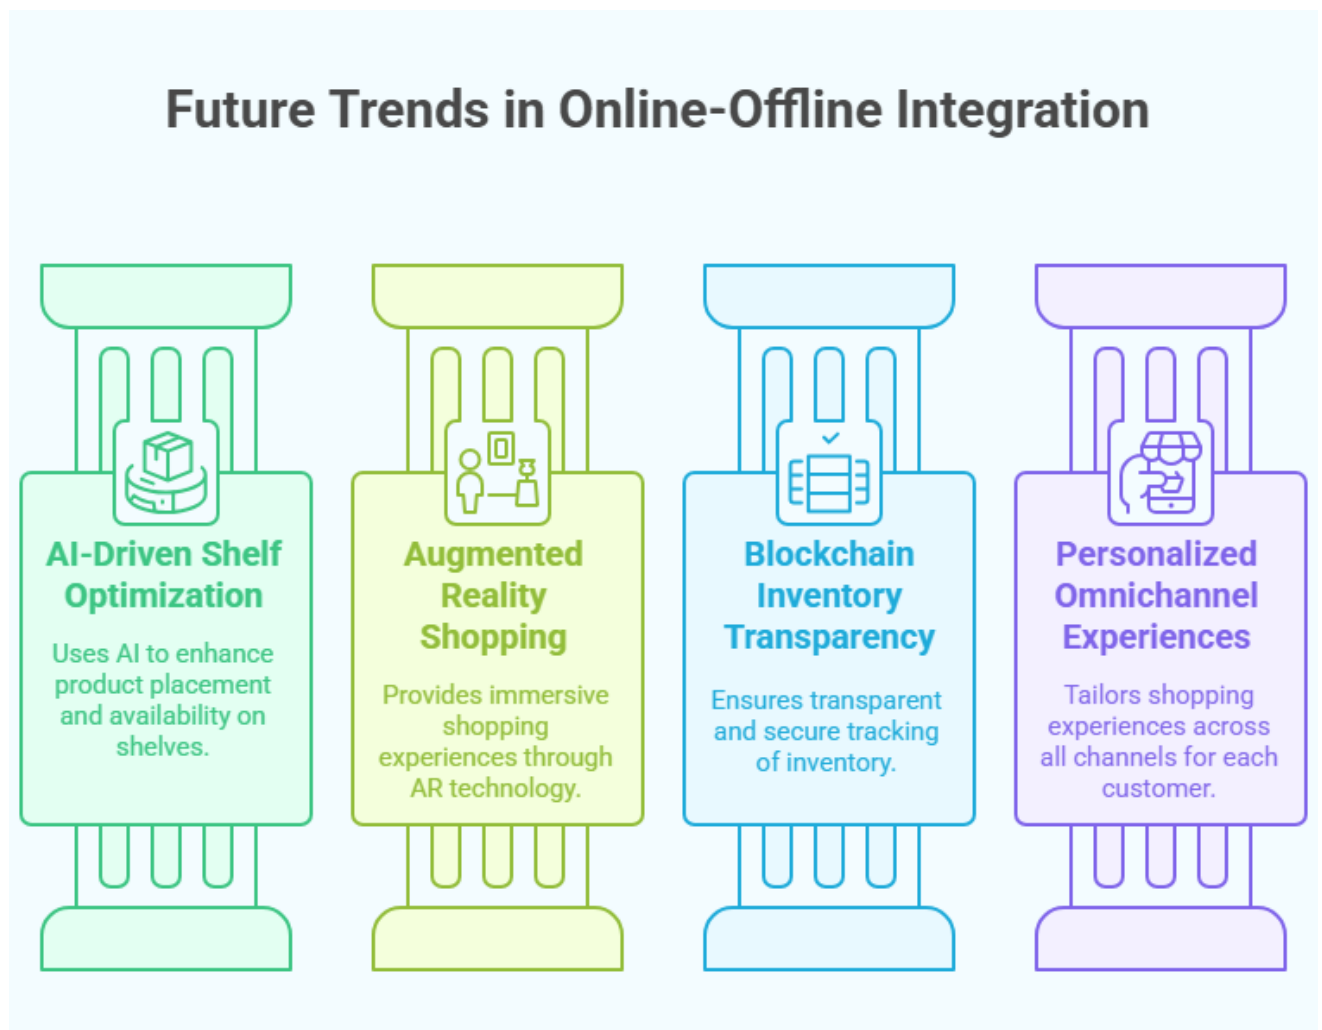 Future Trends in Online-Offline Integration
AI-Driven Shelf
Optimization
Uses AI to enhance
product placement
and availability on
shelves.
Augmented
Reality
Shopping
Provides immersive
shopping
experiences through
AR technology.
Blockchain
Inventory
Transparency
Ensures transparent
and secure tracking
of inventory.
Personalized
Omnichannel
Experiences
Tailors shopping
experiences across
all channels for each
customer.